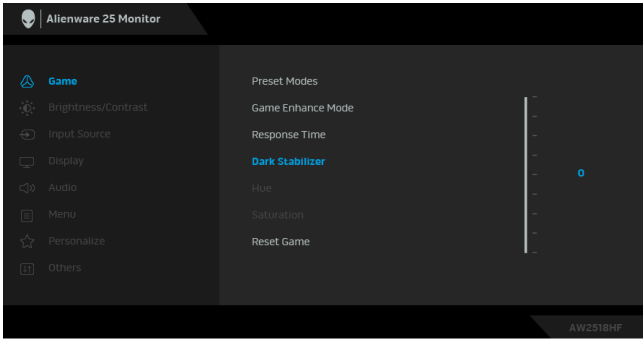 Alienware 25 Monitor
Game
Brightness/Contrast
Input Source
Display
Audio
Menu
Personalize
Others
Preset Modes
Game Enhance Mode
Response Time
Dark Stabilizer
Hue
Saturation
Reset Game
0
AW2518HF